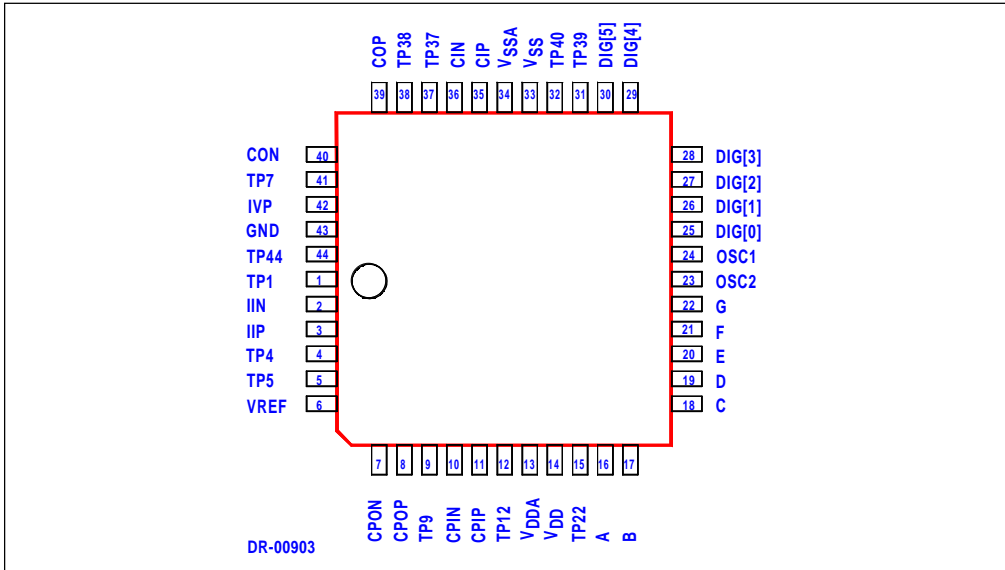 COP TP38 TP37 CIN CIP VSSA VSS TP40 TP39 DIG[5] DIG[4]
39 38 37 36 35 34 33 32 31 30 29
CON 40 28 DIG[3]
TP7 41 27 DIG[2]
IVP 42 26 DIG[1]
GND 43 25 DIG[0]
TP44 44 24 OSC1
TP1 1 23 OSC2
IIN 2 22 G
IIP 3 21 F
TP4 4 20 E
TP5 5 19 D
VREF 6 18 C
7 8 9 10 11 12 13 14 15 16 17
CPON CPOP TP9 CPIN CPIP TP12 VDDA VDD TP22 A B
DR-00903